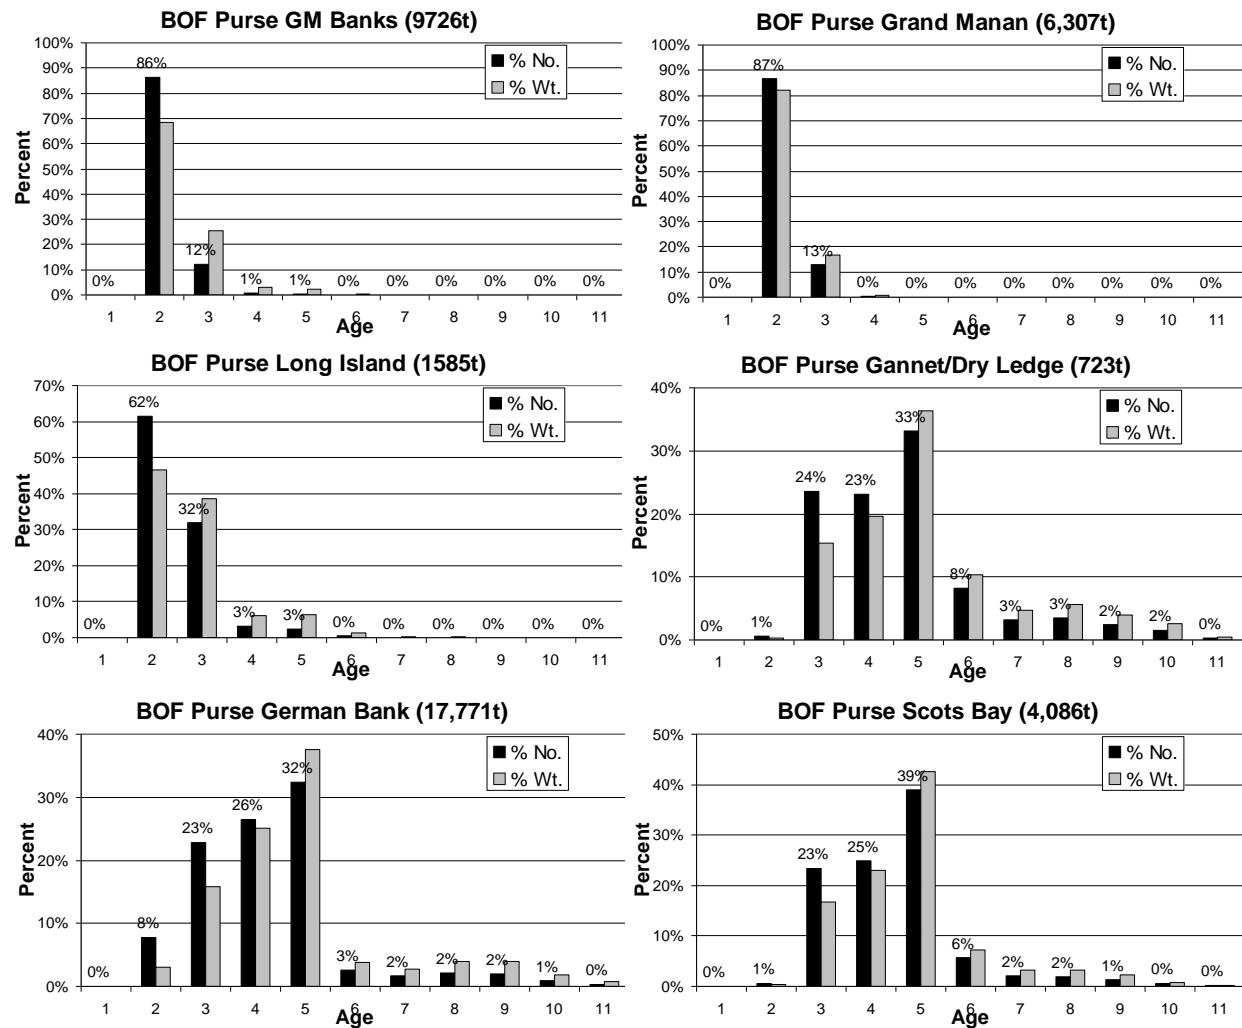 BOF Purse GM Banks (9726t)
% No.
% Wt.
Percent
100%
90%
80%
70%
60%
50%
40%
30%
20%
10%
0%
0% 86% 12% 1% 1% 0% 0% 0% 0% 0% 0%
1 2 3 4 5 6 7 8 9 10 11
Age
BOF Purse Grand Manan (6,307t)
% No.
% Wt.
Percent
100%
90%
80%
70%
60%
50%
40%
30%
20%
10%
0%
0% 87% 13% 0% 0% 0% 0% 0% 0% 0% 0%
1 2 3 4 5 6 7 8 9 10 11
Age
BOF Purse Long Island (1585t)
% No.
% Wt.
Percent
70%
60%
50%
40%
30%
20%
10%
0%
0% 62% 32% 3% 3% 0% 0% 0% 0% 0% 0%
1 2 3 4 5 6 7 8 9 10 11
Age
BOF Purse Gannet/Dry Ledge (723t)
% No.
% Wt.
Percent
40%
30%
20%
10%
0%
0% 1% 24% 23% 33% 8% 3% 3% 2% 2% 0%
1 2 3 4 5 6 7 8 9 10 11
Age
BOF Purse German Bank (17,771t)
% No.
% Wt.
Percent
40%
30%
20%
10%
0%
0% 8% 23% 26% 32% 3% 2% 2% 2% 1% 0%
1 2 3 4 5 6 7 8 9 10 11
Age
BOF Purse Scots Bay (4,086t)
% No.
% Wt.
Percent
50%
40%
30%
20%
10%
0%
0% 1% 23% 25% 39% 6% 2% 2% 1% 0% 0%
1 2 3 4 5 6 7 8 9 10 11
Age